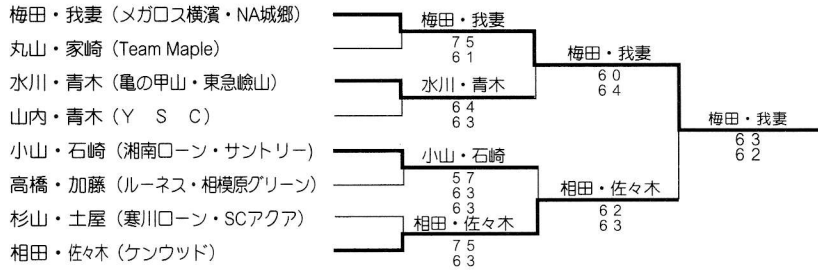 梅田・我妻（メガロス横濱・NA城郷）
丸山・家崎（Team Maple）
水川・青木（亀の甲山・東急嶮山）
山内・青木（Y S C）
小山・石崎（湘南ローン・サントリー）
高橋・加藤（ルーネス・相模原グリーン）
杉山・土屋（寒川ローン・SCアクア）
相田・佐々木（ケンウッド）
梅田・我妻
7 5
6 1
水川・青木
6 4
6 3
小山・石崎
5 7
6 3
6 3
相田・佐々木
7 5
6 3
梅田・我妻
6 0
6 4
相田・佐々木
6 2
6 3
梅田・我妻
6 3
6 2